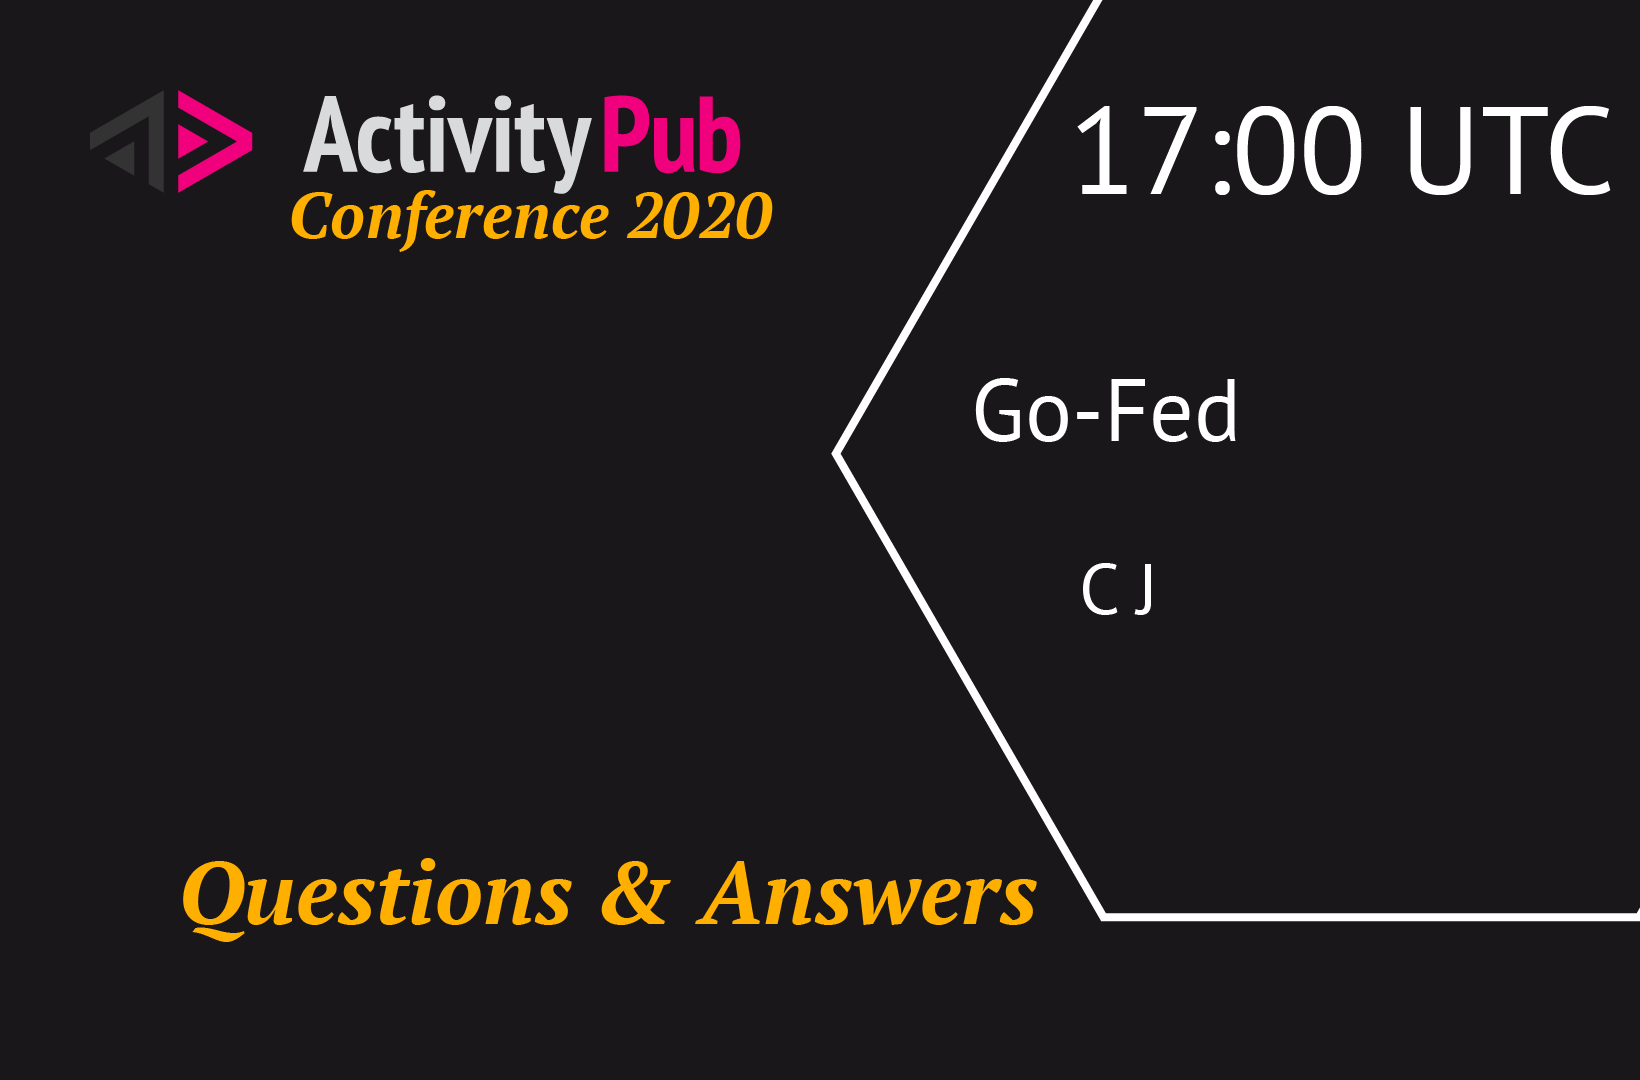 ActivityPub
Conference 2020
17:00 UTC
Go-Fed
C J
Questions & Answers